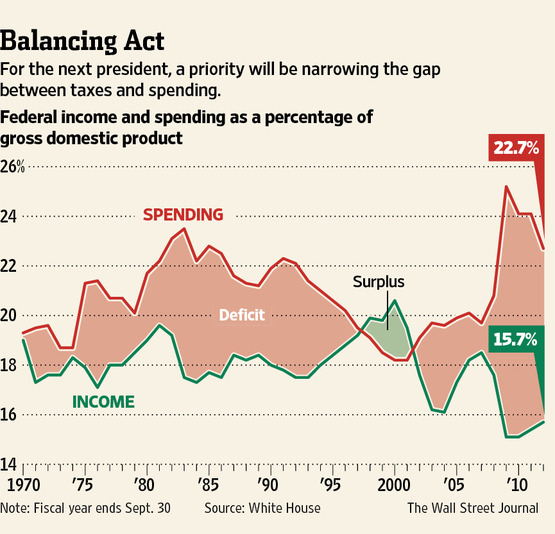 Balancing Act
For the next president, a priority will be narrowing the gap
between taxes and spending.
Federal income and spending as a percentage of
gross domestic product
22.7%
26%
24
SPENDING
22
Surplus
20
Deficit
15.7%
18
INCOME
16
14
1970 '75 '80 '85 '90 '95 2000 '05 '10
Note: Fiscal year ends Sept. 30 Source: White House The Wall Street Journal